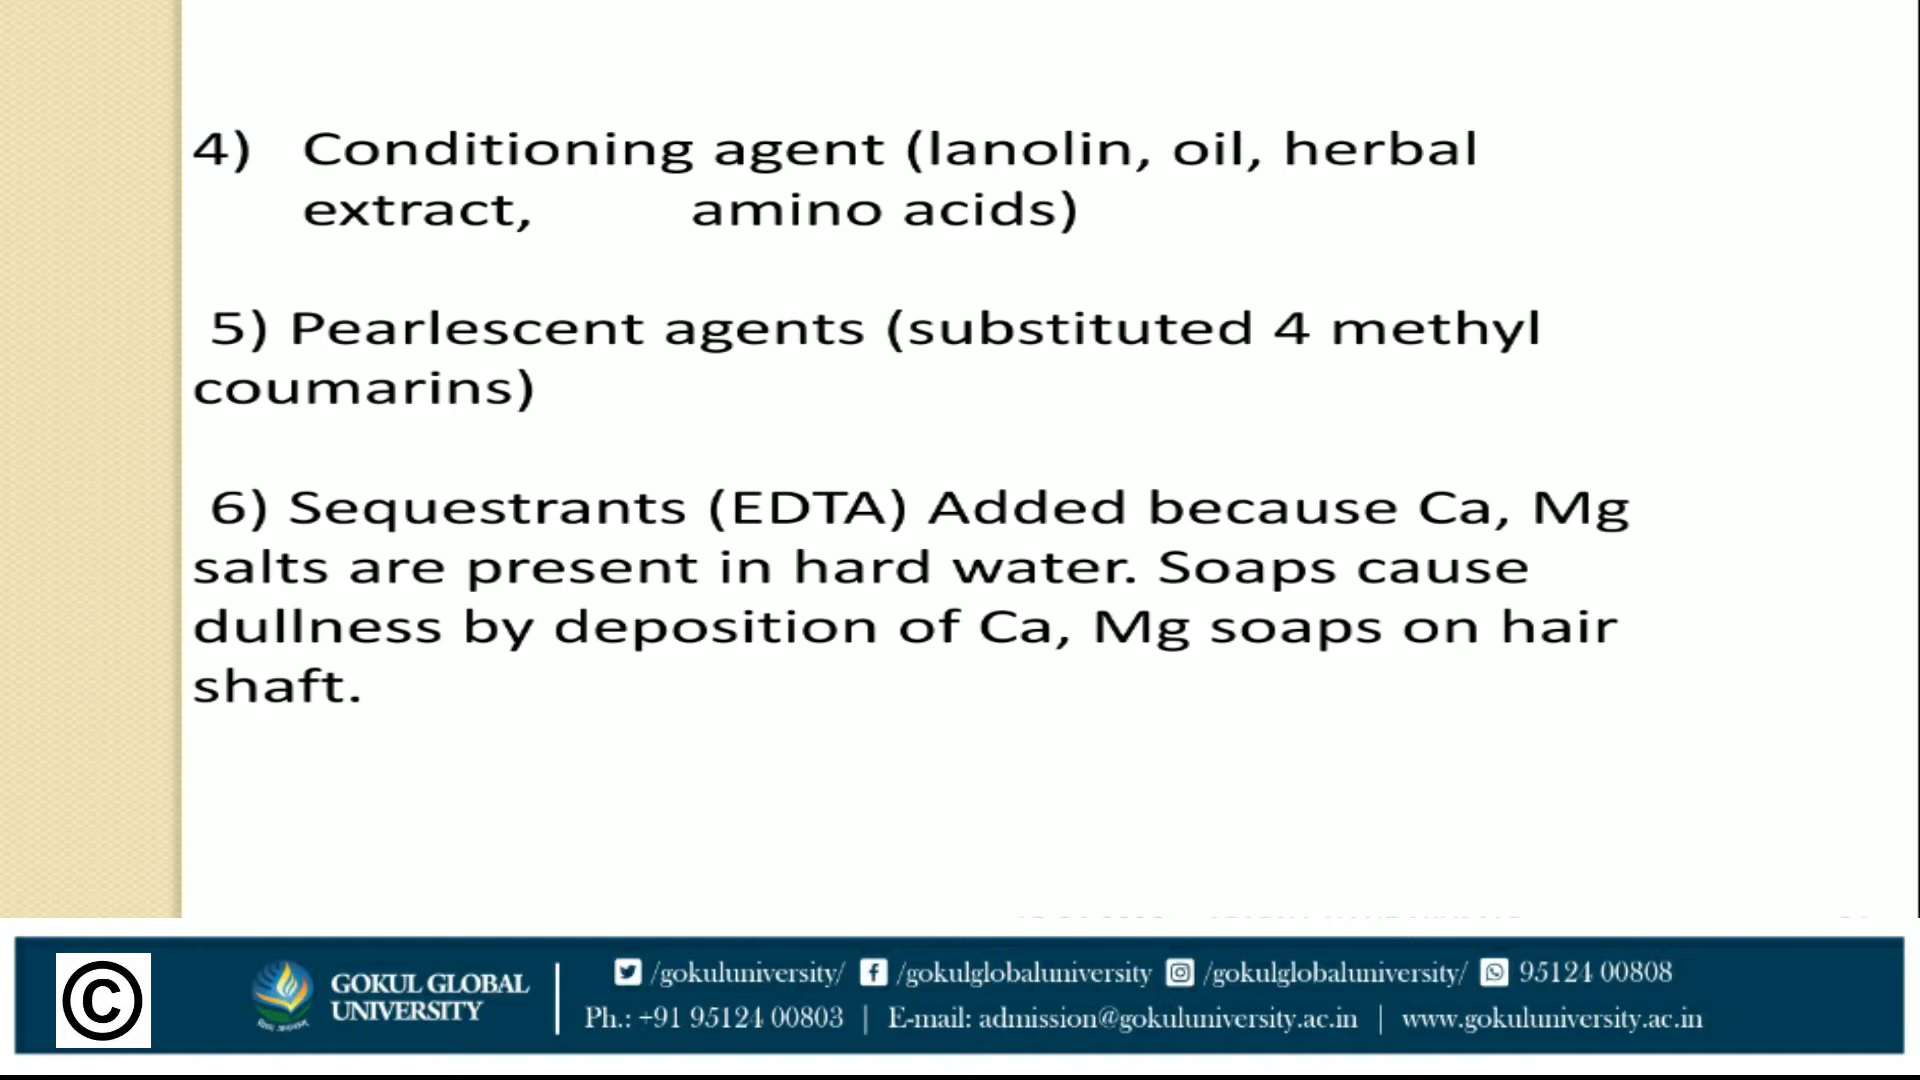 4) Conditioning agent (lanolin, oil, herbal
extract, amino acids)
5) Pearlescent agents (substituted 4 methyl
coumarins)
6) Sequestrants (EDTA) Added because Ca, Mg
salts are present in hard water. Soaps cause
dullness by deposition of Ca, Mg soaps on hair
shaft.
©
GOKUL GLOBAL
UNIVERSITY
/gokuluniversity/ /gokulglobaluniversity /gokulglobaluniversity/ 95124 00808
Ph.: +91 95124 00803 | E-mail: admission@gokuluniversity.ac.in | www.gokuluniversity.ac.in